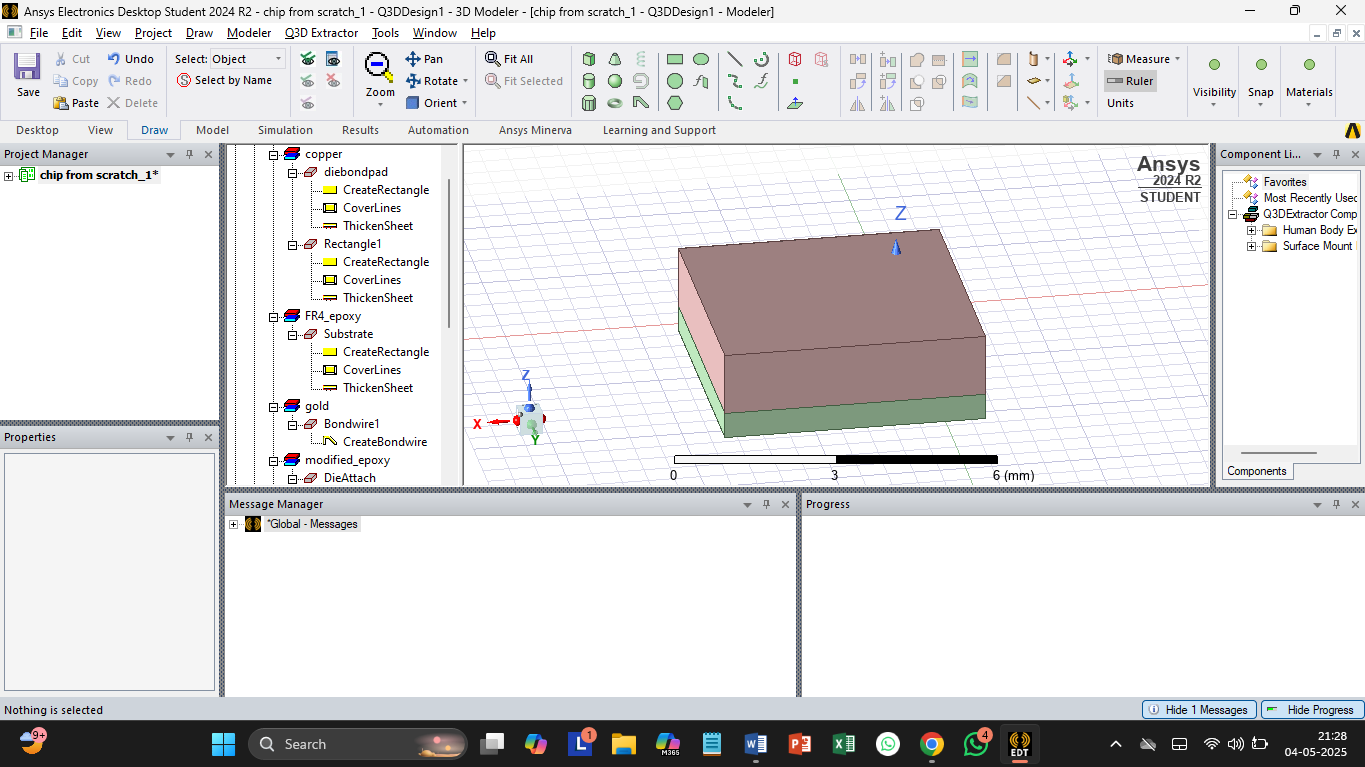 Ansys Electronics Desktop Student 2024 R2 - chip from scratch_1 - Q3DDesign1 - 3D Modeler - [chip from scratch_1 - Q3DDesign1 - Modeler]
File Edit View Project Draw Modeler Q3D Extractor Tools Window Help
Save
Cut Undo
Copy Redo
Paste Delete
Select: Object
Select by Name
Zoom
Pan
Rotate
Orient
Fit All
Fit Selected
Measure
Ruler
Units
Visibility
Snap
Materials
Desktop View Draw Model Simulation Results Automation Ansys Minerva Learning and Support
Project Manager
chip from scratch_1*
Properties
copper
diebondpad
CreateRectangle
CoverLines
ThickenSheet
Rectangle1
CreateRectangle
CoverLines
ThickenSheet
FR4_epoxy
Substrate
CreateRectangle
CoverLines
ThickenSheet
gold
Bondwire1
CreateBondwire
modified_epoxy
DieAttach
Ansys
2024 R2
STUDENT
Z
Z
X
Y
0 3 6 (mm)
Component Li...
Favorites
Most Recently Used
Q3DExtractor Comp
Human Body Ex
Surface Mount
Components
Message Manager
*Global - Messages
Progress
Nothing is selected
Hide 1 Messages
Hide Progress
9+
Search
1
M365
4
EDT
21:28
04-05-2025